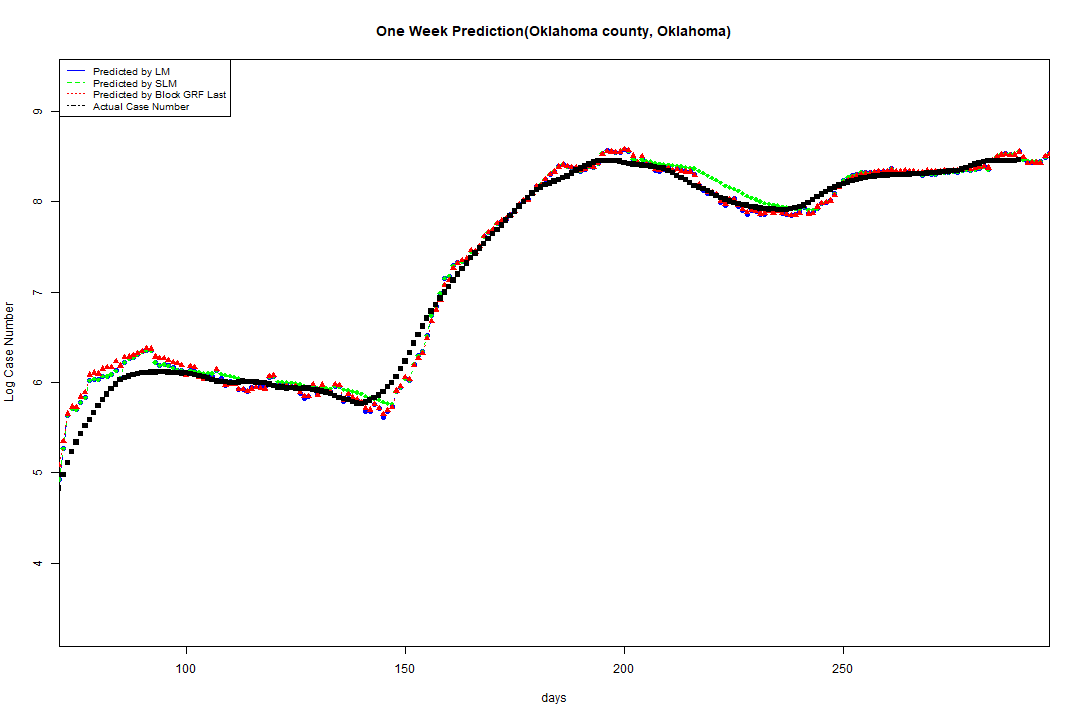 One Week Prediction(Oklahoma county, Oklahoma)
Predicted by LM
Predicted by SLM
Predicted by Block GRF Last
Actual Case Number
Log Case Number
9
8
7
6
5
4
100 150 200 250
days